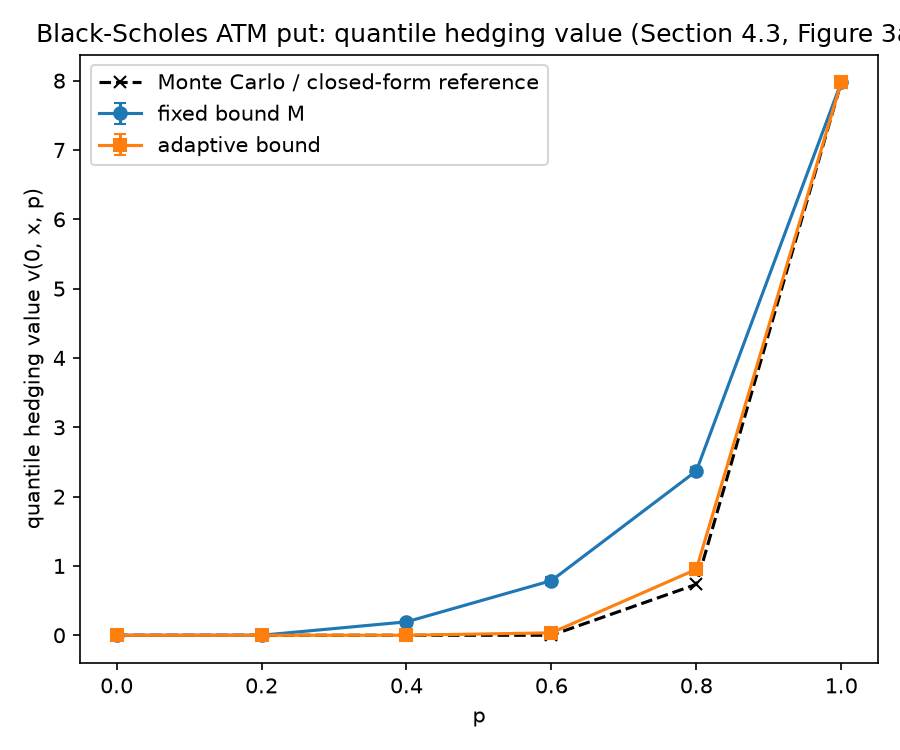 Black-Scholes ATM put: quantile hedging value (Section 4.3, Figure 3a
Monte Carlo / closed-form reference
fixed bound M
adaptive bound
quantile hedging value v(0, x, p)
8
7
6
5
4
3
2
1
0
0.0 0.2 0.4 0.6 0.8 1.0
p